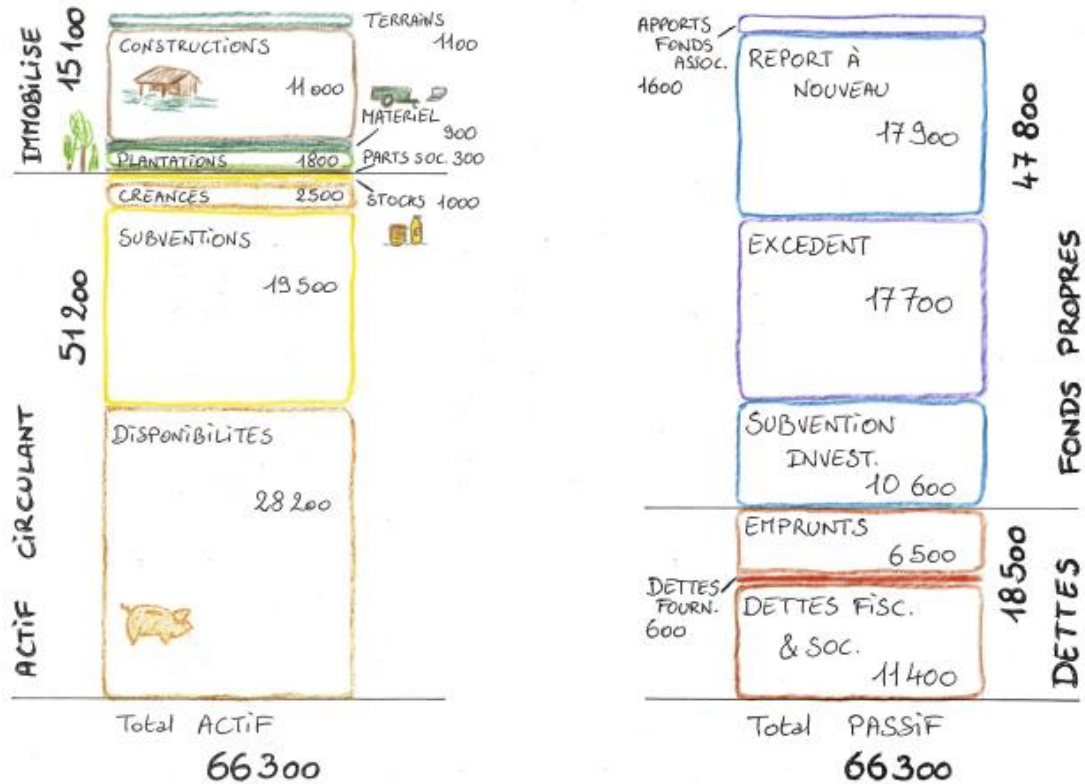 IMMOBILISE
15 100
TERRAINS
1100
CONSTRUCTIONS
11 000
MATERIEL
900
PLANTATIONS 1800
PARTS SOC. 300
CREANCES 2500
STOCKS 1000
ACTIF CIRCULANT
51 200
SUBVENTIONS
19 500
DISPONIBILITES
28 200
Total ACTIF
66 300
APPORTS
FONDS
ASSOC.
1600
REPORT À
NOUVEAU
17 900
EXCEDENT
17 700
SUBVENTION
INVEST.
10 600
47 800
FONDS PROPRES
EMPRUNTS
6 500
DETTES
FOURN.
600
DETTES FISC.
& SOC.
11 400
18 500
DETTES
Total PASSIF
66 300